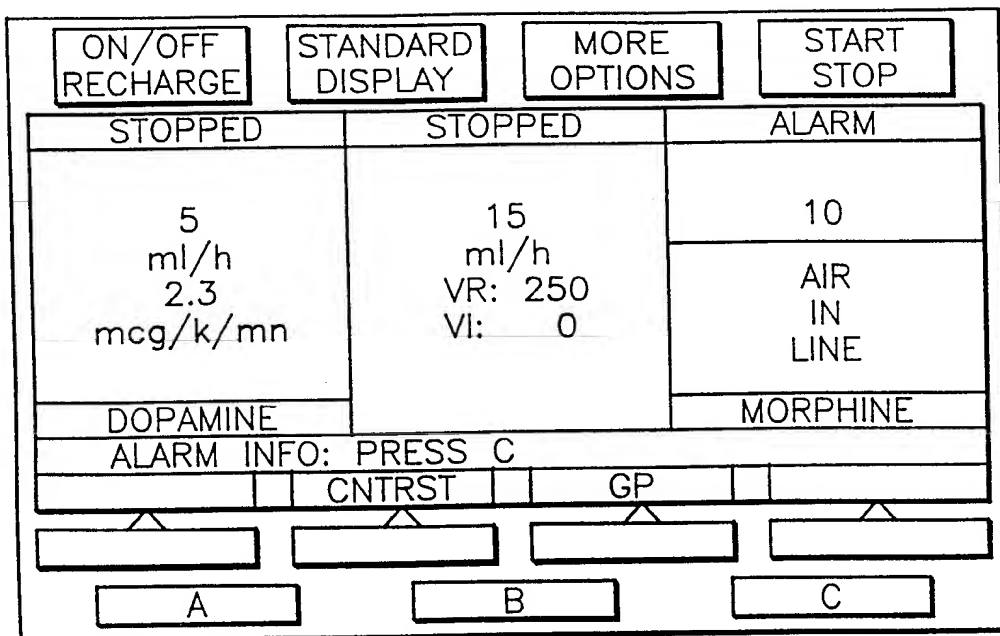 ON/OFF
RECHARGE
STANDARD
DISPLAY
MORE
OPTIONS
START
STOP
STOPPED
5
ml/h
2.3
mcg/k/mn
DOPAMINE
STOPPED
15
ml/h
VR: 250
VI: 0
ALARM
10
AIR
IN
LINE
MORPHINE
ALARM INFO: PRESS C
CNTRST
GP
A
B
C